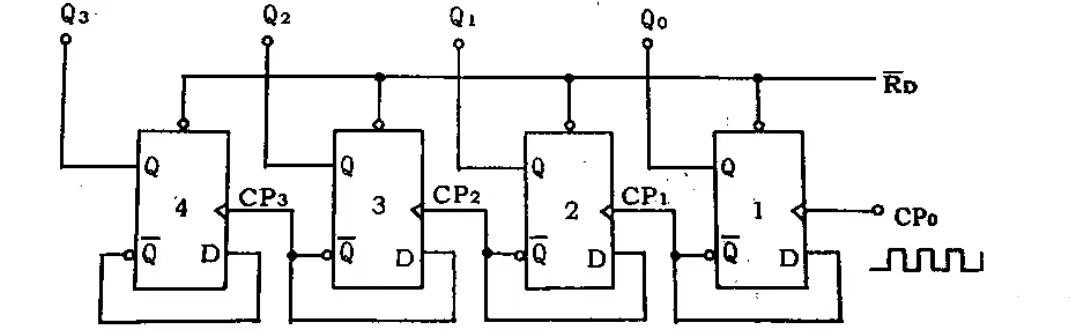 Q3 Q2 Q1 Q0
R̅D
Q Q Q Q
4 CP3 3 CP2 2 CP1 1 CP0
Q̅ D Q̅ D Q̅ D Q̅ D